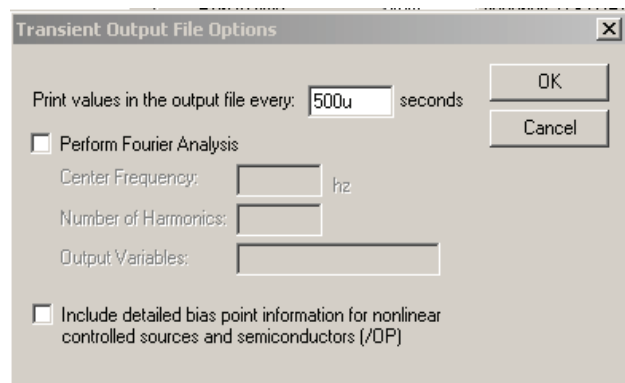 Transient Output File Options
Print values in the output file every: 500u seconds
OK
Cancel
Perform Fourier Analysis
Center Frequency: hz
Number of Harmonics:
Output Variables:
Include detailed bias point information for nonlinear
controlled sources and semiconductors (/OP)